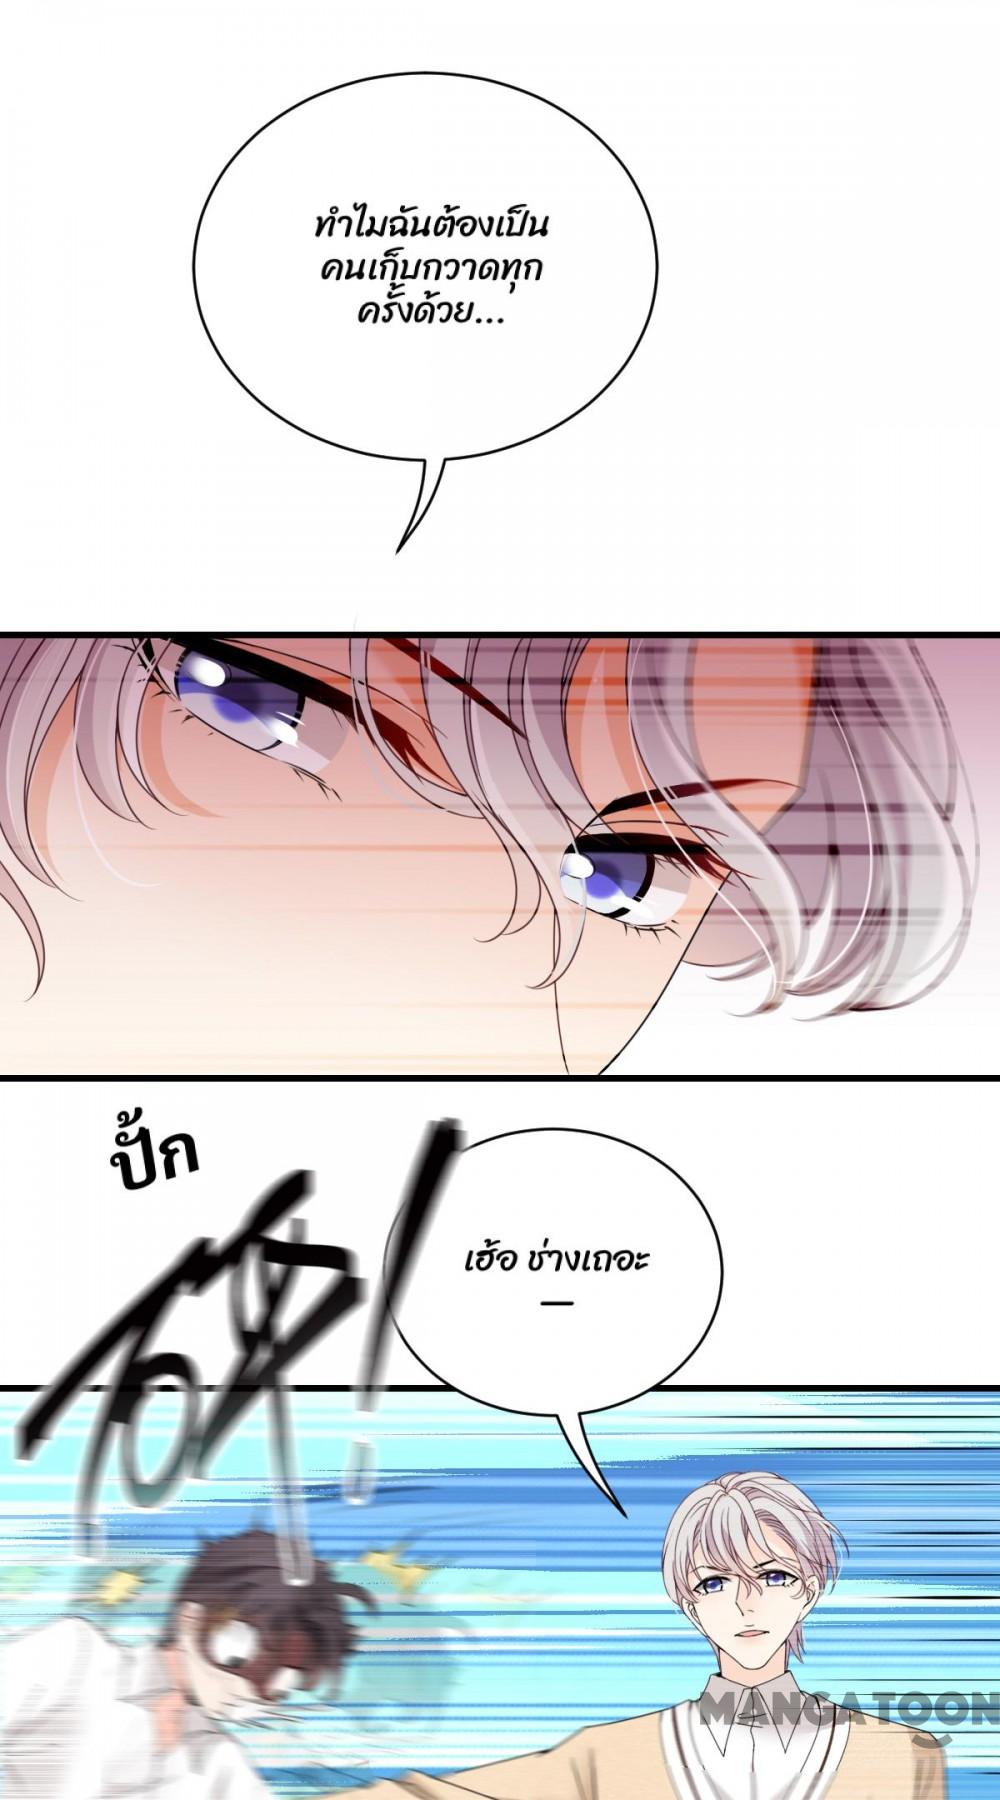 ทำไมฉันต้องเป็น
คนเก็บกวาดทุก
ครั้งด้วย...
ปั้ก
เฮ้อ ช่างเถอะ
—
MANGATOON